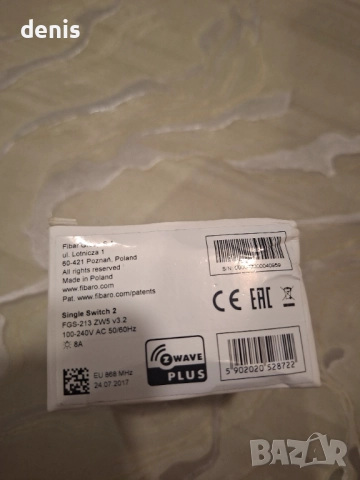 denis
Fibar
ul. Lotnicza 1
60-421 Poznań, Poland
All rights reserved
Made in Poland
www.fibaro.com
Pat. www.fibaro.com/patents
Single Switch 2
FGS-213 ZW5 v3.2
100-240V AC 50/60Hz
8A
EU 868 MHz
24.07.2017
S/N:
CE EAC
Z WAVE
PLUS
5 902020 528722
BAZAR